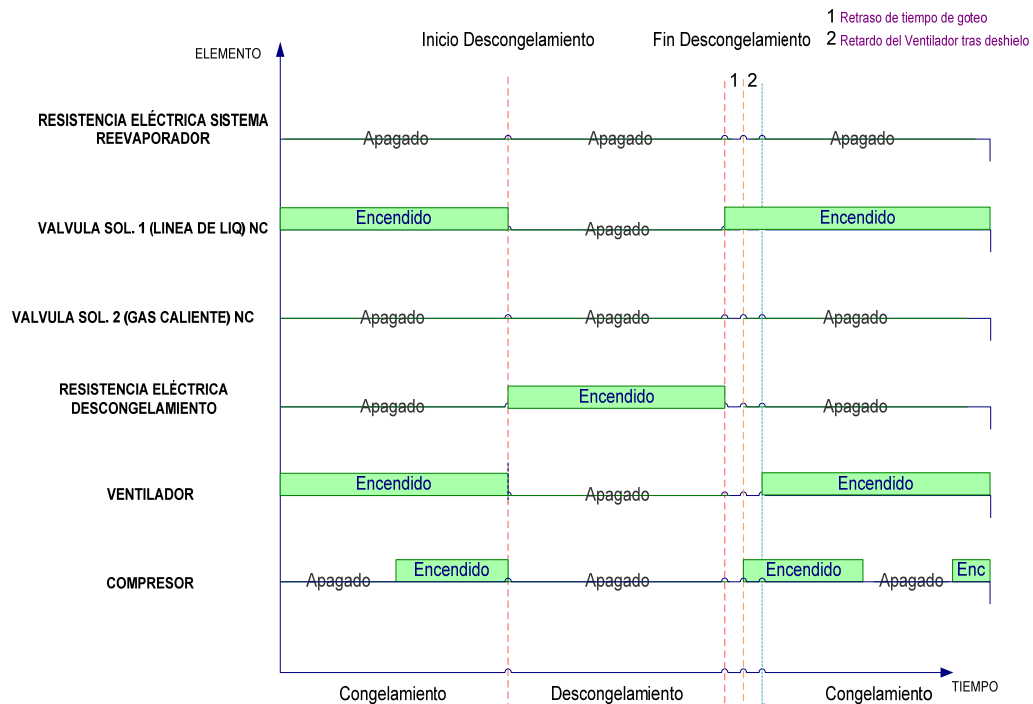 1 Retraso de tiempo de goteo
Inicio Descongelamiento
Fin Descongelamiento
2 Retardo del Ventilador tras deshielo
ELEMENTO
1 2
RESISTENCIA ELÉCTRICA SISTEMA
REEVAPORADOR
Apagado
Apagado
Apagado
VALVULA SOL. 1 (LINEA DE LIQ) NC
Encendido
Apagado
Encendido
VALVULA SOL. 2 (GAS CALIENTE) NC
Apagado
Apagado
Apagado
RESISTENCIA ELÉCTRICA
DESCONGELAMIENTO
Apagado
Encendido
Apagado
VENTILADOR
Encendido
Apagado
Encendido
COMPRESOR
Apagado
Encendido
Apagado
Encendido
Apagado
Enc
Congelamiento
Descongelamiento
Congelamiento
TIEMPO